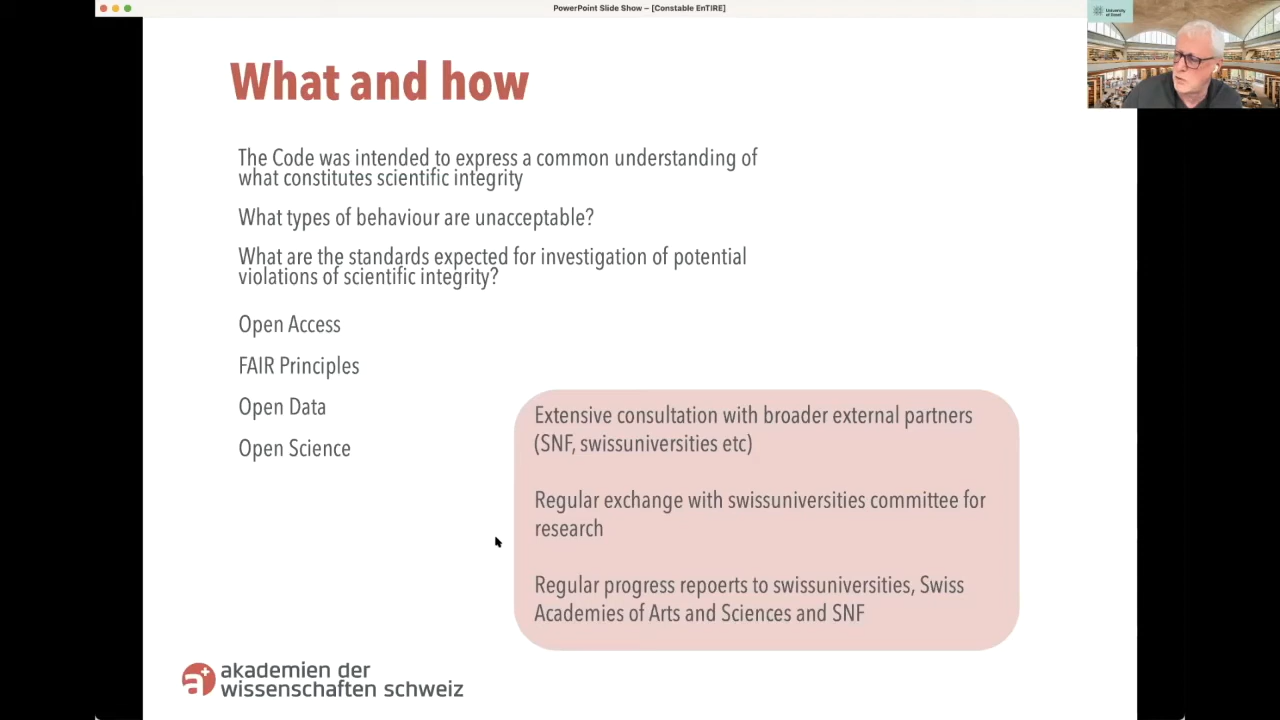 PowerPoint Slide Show – [Constable EnTIRE]
University
of Basel
What and how
The Code was intended to express a common understanding of
what constitutes scientific integrity
What types of behaviour are unacceptable?
What are the standards expected for investigation of potential
violations of scientific integrity?
Open Access
FAIR Principles
Open Data
Open Science
Extensive consultation with broader external partners
(SNF, swissuniversities etc)
Regular exchange with swissuniversities committee for
research
Regular progress repoerts to swissuniversities, Swiss
Academies of Arts and Sciences and SNF
a+ akademien der
wissenschaften schweiz